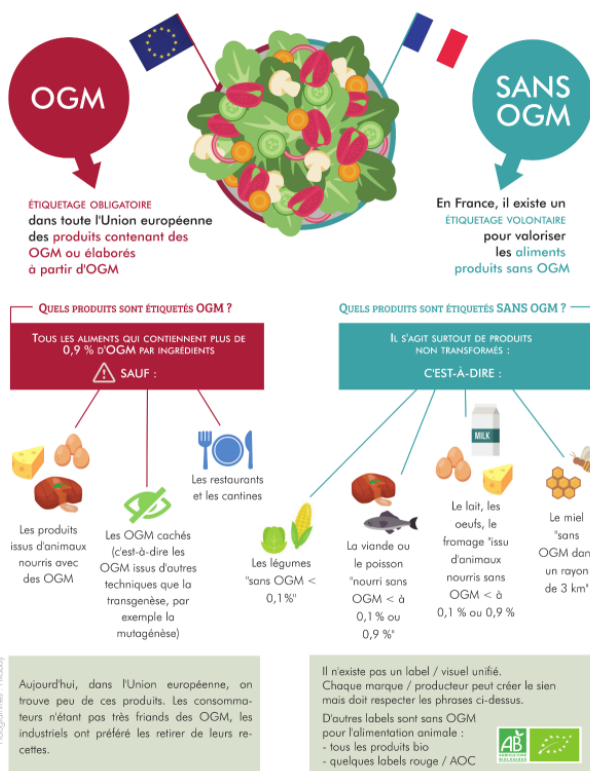 OGM
SANS
OGM
ÉTIQUETAGE OBLIGATOIRE
dans toute l'Union européenne
des produits contenant des
OGM ou élaborés
à partir d'OGM
En France, il existe un
ÉTIQUETAGE VOLONTAIRE
pour valoriser
les aliments
produits sans OGM
QUELS PRODUITS SONT ÉTIQUETÉS OGM ?
TOUS LES ALIMENTS QUI CONTIENNENT PLUS DE
0,9 % D'OGM PAR INGRÉDIENTS
SAUF :
Les produits
issus d'animaux
nourris avec
des OGM
Les OGM cachés
(c'est-à-dire les
OGM issus d'autres
techniques que la
transgenèse, par
exemple la
mutagénèse)
Les restaurants
et les cantines
QUELS PRODUITS SONT ÉTIQUETÉS SANS OGM ?
IL S'AGIT SURTOUT DE PRODUITS
NON TRANSFORMÉS :
C'EST-À-DIRE :
Les légumes
"sans OGM <
0,1%"
La viande ou
le poisson
"nourri sans
OGM < à
0,1 % ou
0,9 %"
MILK
Le lait, les
oeufs, le
fromage "issu
d'animaux
nourris sans
OGM < à
0,1 % ou 0,9 %
Le miel
"sans
OGM dan
un rayon
de 3 km"
Aujourd'hui, dans l'Union européenne, on
trouve peu de ces produits. Les consomma-
teurs n'étant pas très friands des OGM, les
industriels ont préféré les retirer de leurs re-
cettes.
Il n'existe pas un label / visuel unifié.
Chaque marque / producteur peut créer le sien
mais doit respecter les phrases ci-dessus.
D'autres labels sont sans OGM
pour l'alimentation animale :
- tous les produits bio
- quelques labels rouge / AOC
AB
AGRICULTURE
BIOLOGIQUE